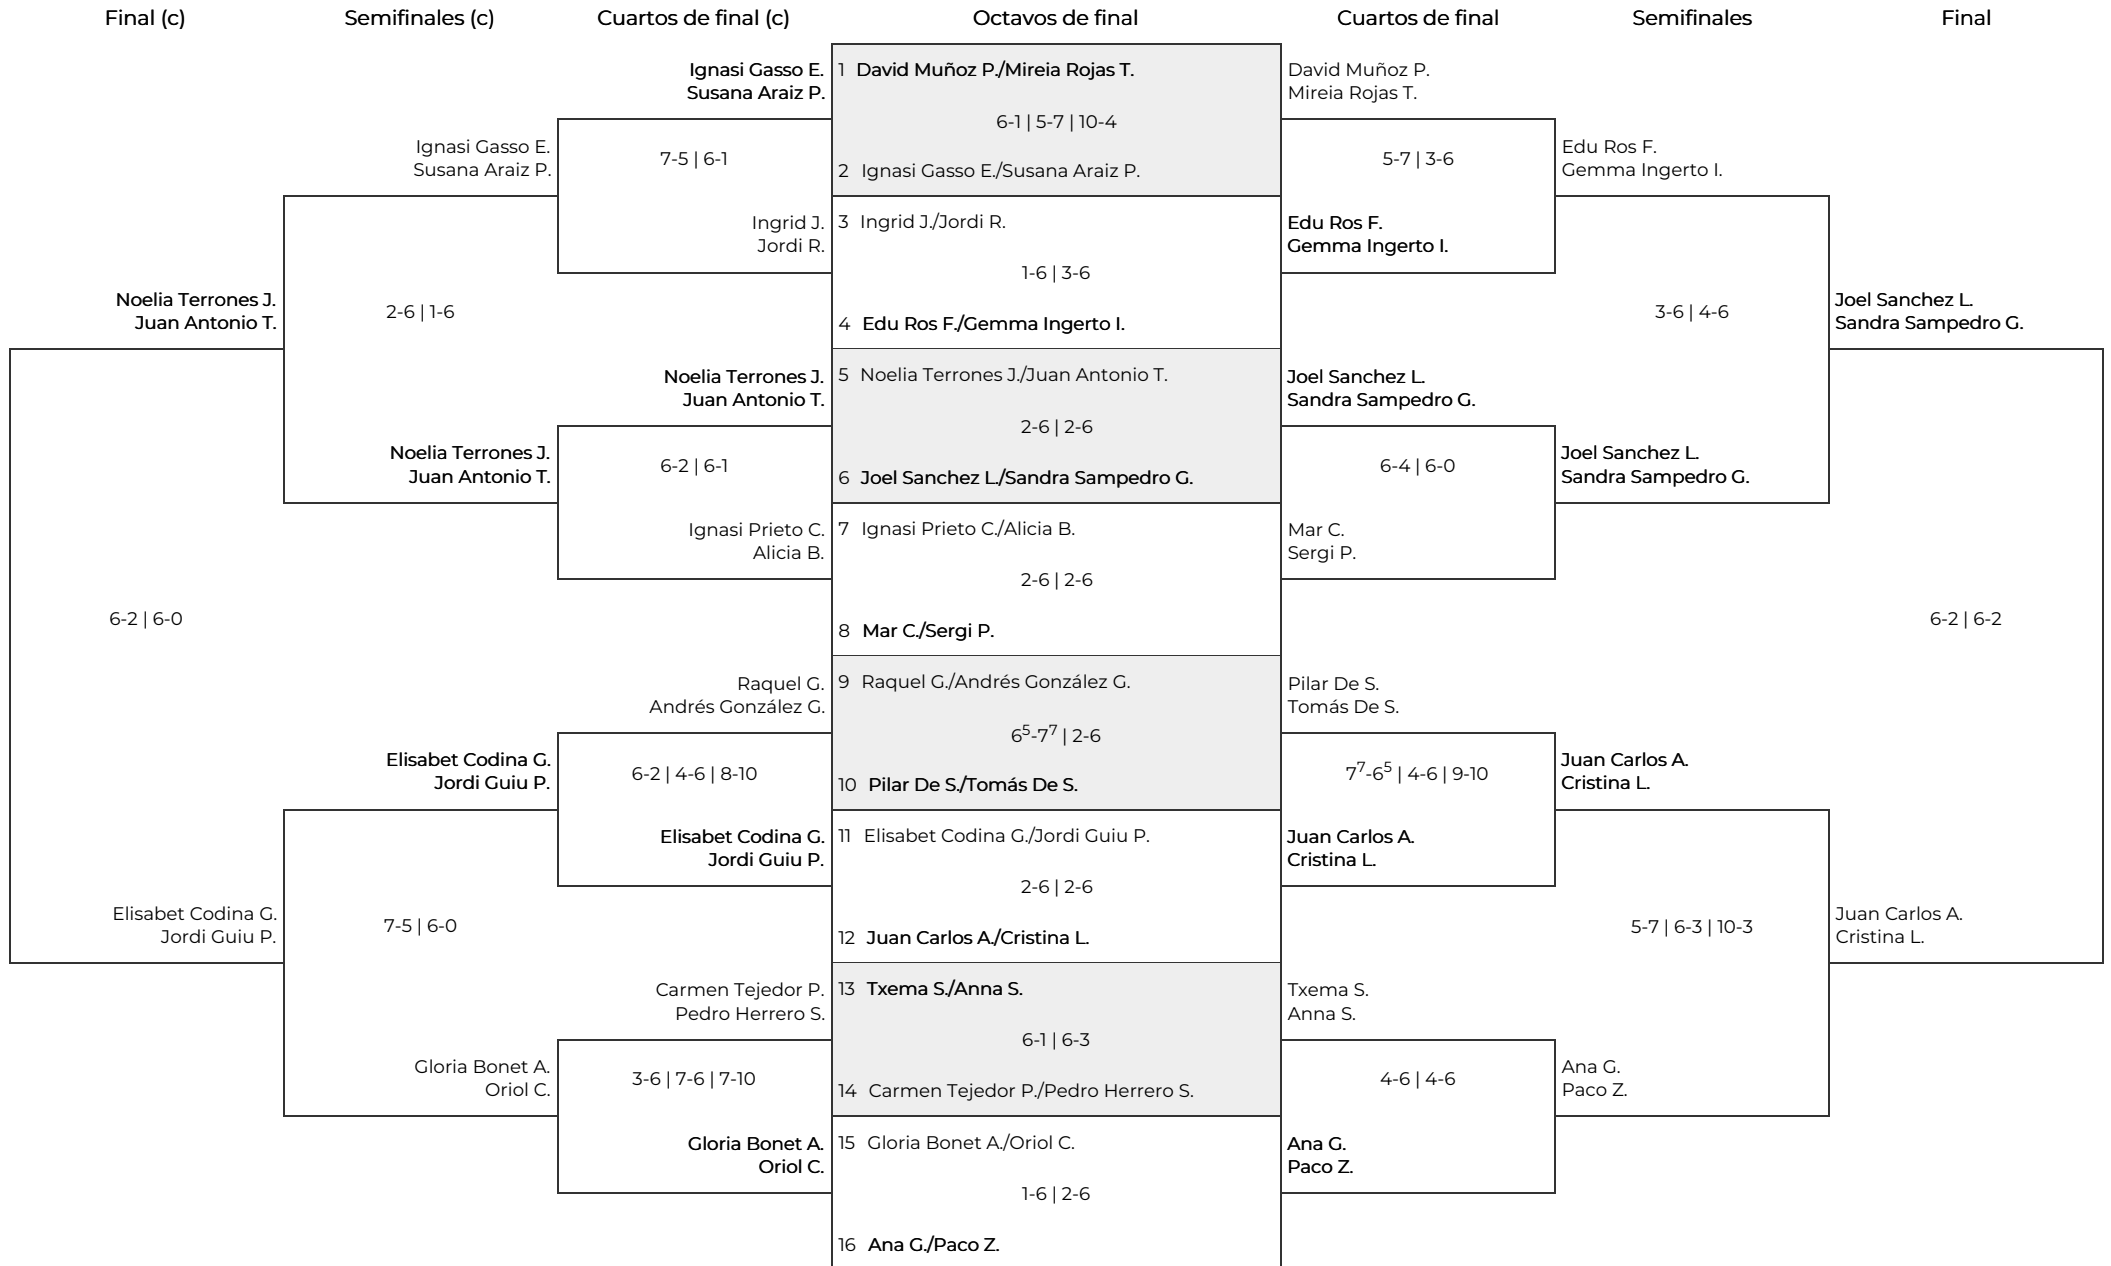 Final (c)
Semifinales (c)
Cuartos de final (c)
Octavos de final
Cuartos de final
Semifinales
Final
Noelia Terrones J.
Juan Antonio T.
6-2 | 6-0
Elisabet Codina G.
Jordi Guiu P.
Ignasi Gasso E.
Susana Araiz P.
2-6 | 1-6
Noelia Terrones J.
Juan Antonio T.
Elisabet Codina G.
Jordi Guiu P.
7-5 | 6-0
Gloria Bonet A.
Oriol C.
Ignasi Gasso E.
Susana Araiz P.
7-5 | 6-1
Ingrid J.
Jordi R.
Noelia Terrones J.
Juan Antonio T.
6-2 | 6-1
Ignasi Prieto C.
Alicia B.
Raquel G.
Andrés González G.
6-2 | 4-6 | 8-10
Elisabet Codina G.
Jordi Guiu P.
Carmen Tejedor P.
Pedro Herrero S.
3-6 | 7-6 | 7-10
Gloria Bonet A.
Oriol C.
1 David Muñoz P./Mireia Rojas T.
6-1 | 5-7 | 10-4
2 Ignasi Gasso E./Susana Araiz P.
3 Ingrid J./Jordi R.
1-6 | 3-6
4 Edu Ros F./Gemma Ingerto I.
5 Noelia Terrones J./Juan Antonio T.
2-6 | 2-6
6 Joel Sanchez L./Sandra Sampedro G.
7 Ignasi Prieto C./Alicia B.
2-6 | 2-6
8 Mar C./Sergi P.
9 Raquel G./Andrés González G.
6⁵-7⁷ | 2-6
10 Pilar De S./Tomás De S.
11 Elisabet Codina G./Jordi Guiu P.
2-6 | 2-6
12 Juan Carlos A./Cristina L.
13 Txema S./Anna S.
6-1 | 6-3
14 Carmen Tejedor P./Pedro Herrero S.
15 Gloria Bonet A./Oriol C.
1-6 | 2-6
16 Ana G./Paco Z.
David Muñoz P.
Mireia Rojas T.
5-7 | 3-6
Edu Ros F.
Gemma Ingerto I.
Joel Sanchez L.
Sandra Sampedro G.
6-4 | 6-0
Mar C.
Sergi P.
Pilar De S.
Tomás De S.
7⁷-6⁵ | 4-6 | 9-10
Juan Carlos A.
Cristina L.
Txema S.
Anna S.
4-6 | 4-6
Ana G.
Paco Z.
Edu Ros F.
Gemma Ingerto I.
3-6 | 4-6
Joel Sanchez L.
Sandra Sampedro G.
Juan Carlos A.
Cristina L.
5-7 | 6-3 | 10-3
Ana G.
Paco Z.
Joel Sanchez L.
Sandra Sampedro G.
6-2 | 6-2
Juan Carlos A.
Cristina L.